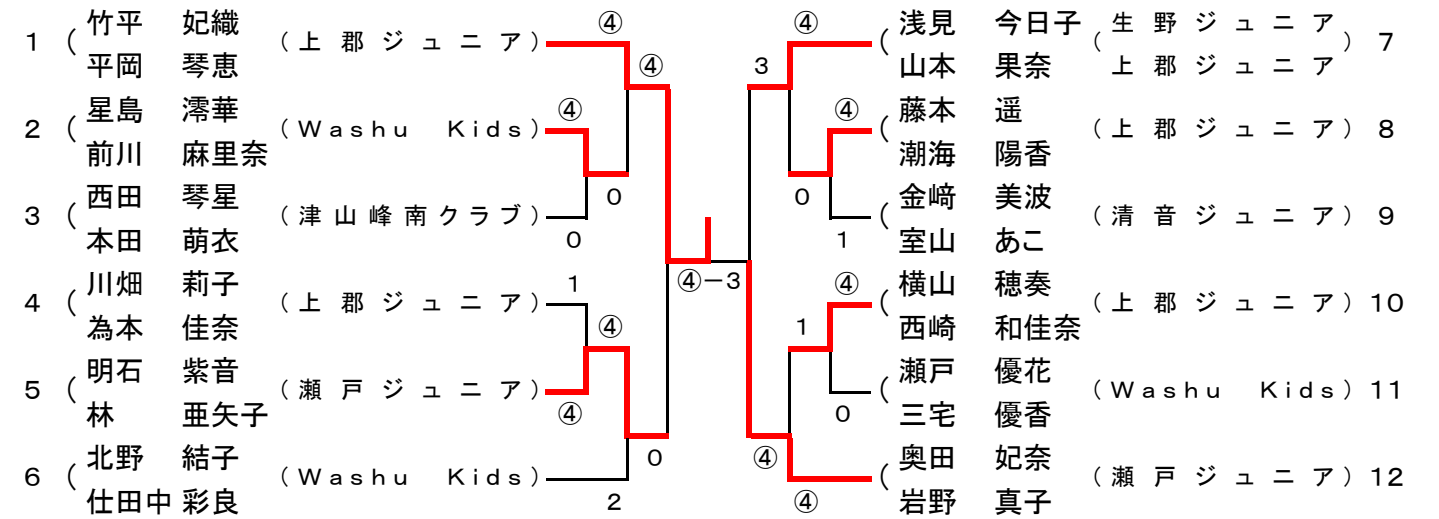 竹平 妃織
1 ( (上郡ジュニア) ④
平岡 琴恵
④
星島 澪華
2 ( (Washu Kids) ④
前川 麻里奈
0
西田 琴星
3 ( (津山峰南クラブ) 0
本田 萌衣
川畑 莉子
4 ( (上郡ジュニア) 1
為本 佳奈
④
明石 紫音
5 ( (瀬戸ジュニア) ④
林 亜矢子
0
北野 結子
6 ( (Washu Kids) 2
仕田中 彩良
④－3
④ 浅見 今日子 (生野ジュニア
( ) 7
山本 果奈 上郡ジュニア
3
藤本 遥
④ ( (上郡ジュニア) 8
潮海 陽香
0
金﨑 美波
1 ( (清音ジュニア) 9
室山 あこ
横山 穂奏
④ ( (上郡ジュニア) 10
西崎 和佳奈
1
瀬戸 優花
0 ( (Washu Kids) 11
三宅 優香
④
奥田 妃奈
④ ( (瀬戸ジュニア) 12
岩野 真子